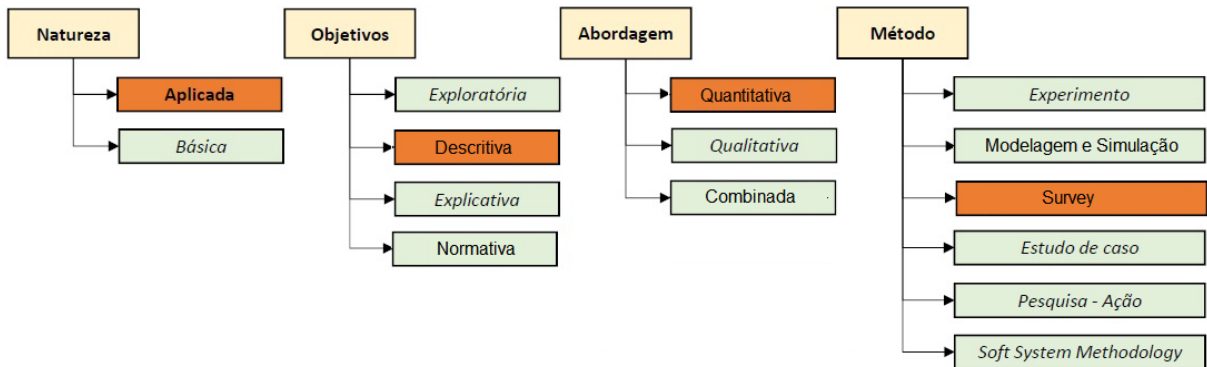 Natureza
Aplicada
Básica
Objetivos
Exploratória
Descritiva
Explicativa
Normativa
Abordagem
Quantitativa
Qualitativa
Combinada
Método
Experimento
Modelagem e Simulação
Survey
Estudo de caso
Pesquisa - Ação
Soft System Methodology